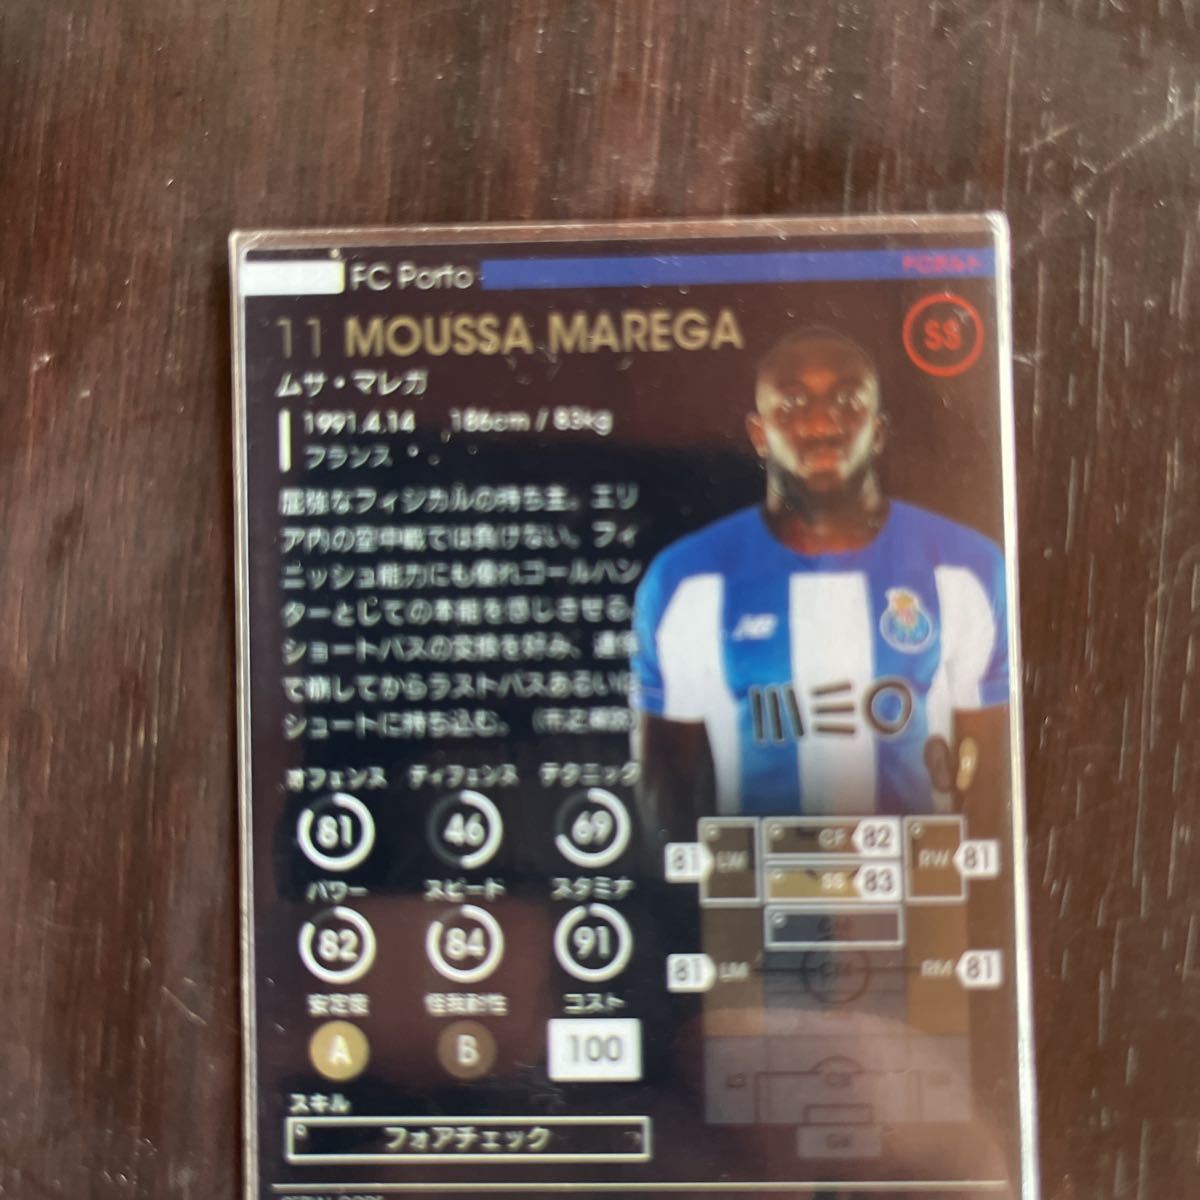 FC Porto
FCポルト
11 MOUSSA MAREGA
SS
ムサ・マレガ
1991.4.14 186cm / 83kg
フランス
屈強なフィジカルの持ち主。エリ
ア内の空中戦では負けない。フィ
ニッシュ能力にも優れゴールハン
ターとしての本能を感じさせる。
ショートパスの交換を好み、連携
で崩してからラストパスあるいは
シュートに持ち込む。
MEO
オフェンス ディフェンス テクニック
81 46 69
パワー スピード スタミナ
82 84 91
安定度 怪我耐性 コスト
A B 100
スキル
フォアチェック
81 LW CF 82 RW 81
SS 83
81 LM CM RM 81
CB
GK